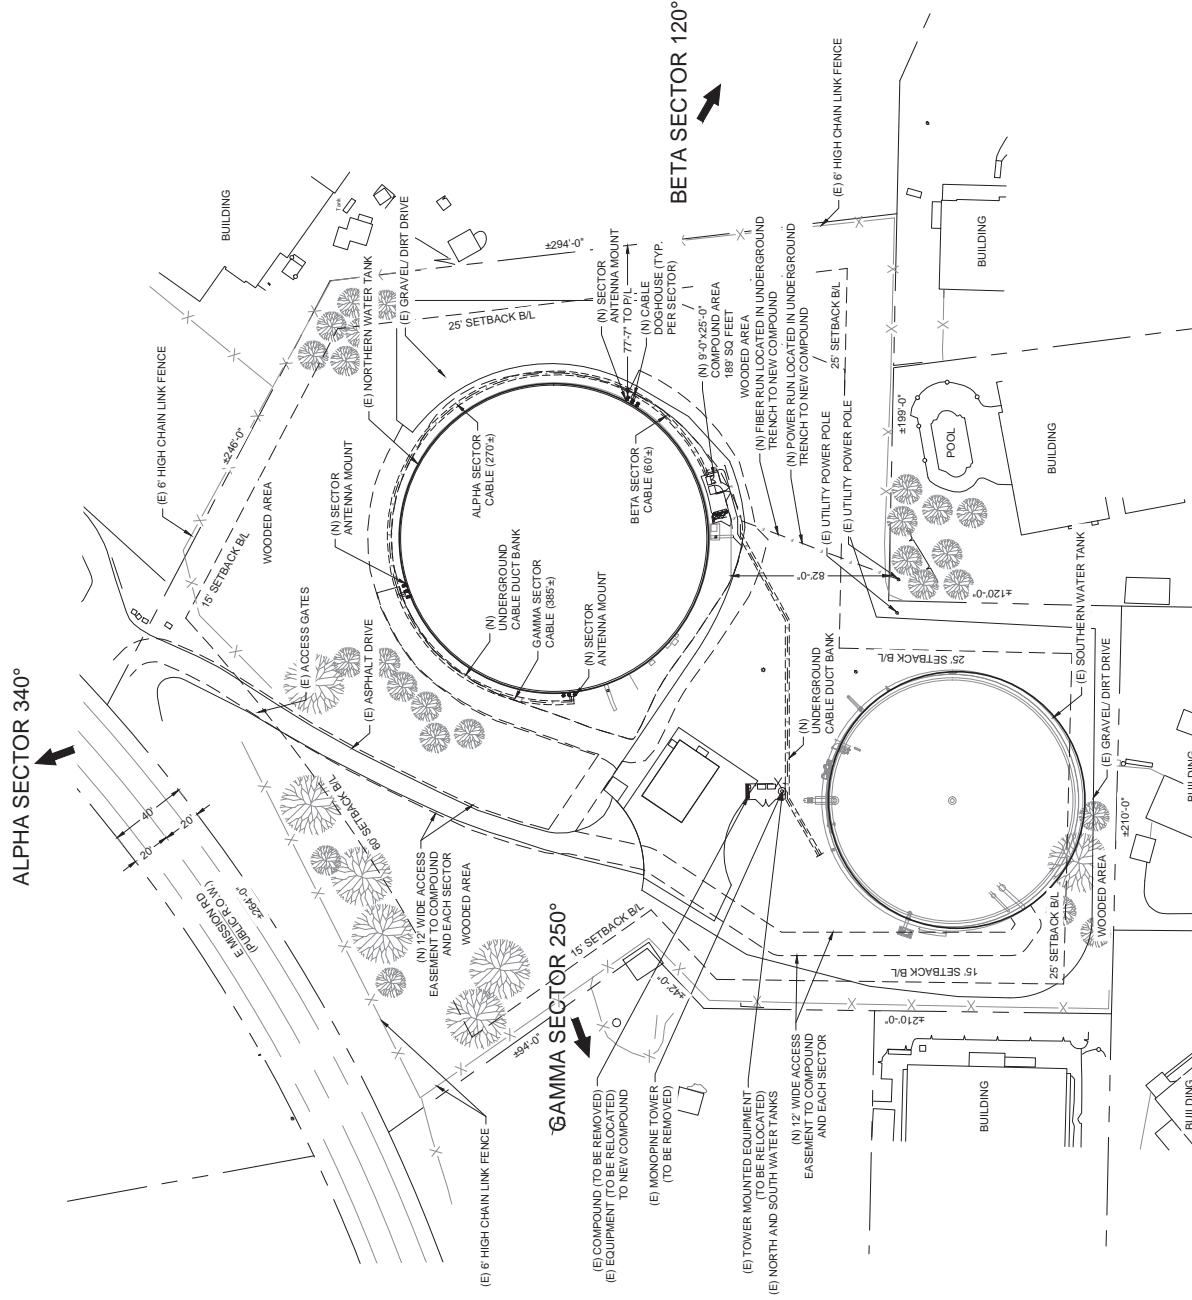 ALPHA SECTOR 340°
BETA SECTOR 120°
GAMMA SECTOR 250°
40'
20'
20'
E MISSION RD
(PUBLIC R.O.W.)
±264'-0"
60' SETBACK B/L
(E) ACCESS GATES
(E) ASPHALT DRIVE
15' SETBACK B/L
WOODED AREA
(E) 6' HIGH CHAIN LINK FENCE
±246'-0"
(N) SECTOR
ANTENNA MOUNT
(E) NORTHERN WATER TANK
(E) GRAVEL/ DIRT DRIVE
BUILDING
Tank
±294'-0"
25' SETBACK B/L
(N) SECTOR
ANTENNA MOUNT
77'-7" TO P/L
(N) CABLE
DOGHOUSE (TYP.
PER SECTOR)
(N) 9'-0"x25'-0"
COMPOUND AREA
189' SQ FEET
WOODED AREA
(N) FIBER RUN LOCATED IN UNDERGROUND
TRENCH TO NEW COMPOUND
(N) POWER RUN LOCATED IN UNDERGROUND
TRENCH TO NEW COMPOUND
25' SETBACK B/L
(E) UTILITY POWER POLE
(E) UTILITY POWER POLE
(E) 6' HIGH CHAIN LINK FENCE
ALPHA SECTOR
CABLE (270'±)
BETA SECTOR
CABLE (60'±)
(N)
UNDERGROUND
CABLE DUCT BANK
GAMMA SECTOR
CABLE (385'±)
(N) SECTOR
ANTENNA MOUNT
82'-0"
±199'-0"
POOL
BUILDING
BUILDING
±120'-0"
25' SETBACK B/L
(E) SOUTHERN WATER TANK
(E) GRAVEL/ DIRT DRIVE
(N)
UNDERGROUND
CABLE DUCT BANK
±210'-0"
BUILDING
WOODED AREA
25' SETBACK B/L
15' SETBACK B/L
±210'-0"
BUILDING
BUILDING
(N) 12' WIDE ACCESS
EASEMENT TO COMPOUND
AND EACH SECTOR
WOODED AREA
15' SETBACK B/L
±42'-0"
±94'-0"
(E) 6' HIGH CHAIN LINK FENCE
(E) COMPOUND (TO BE REMOVED)
(E) EQUIPMENT (TO BE RELOCATED)
TO NEW COMPOUND
(E) MONOPINE TOWER
(TO BE REMOVED)
(E) TOWER MOUNTED EQUIPMENT
(TO BE RELOCATED)
(E) NORTH AND SOUTH WATER TANKS
(N) 12' WIDE ACCESS
EASEMENT TO COMPOUND
AND EACH SECTOR